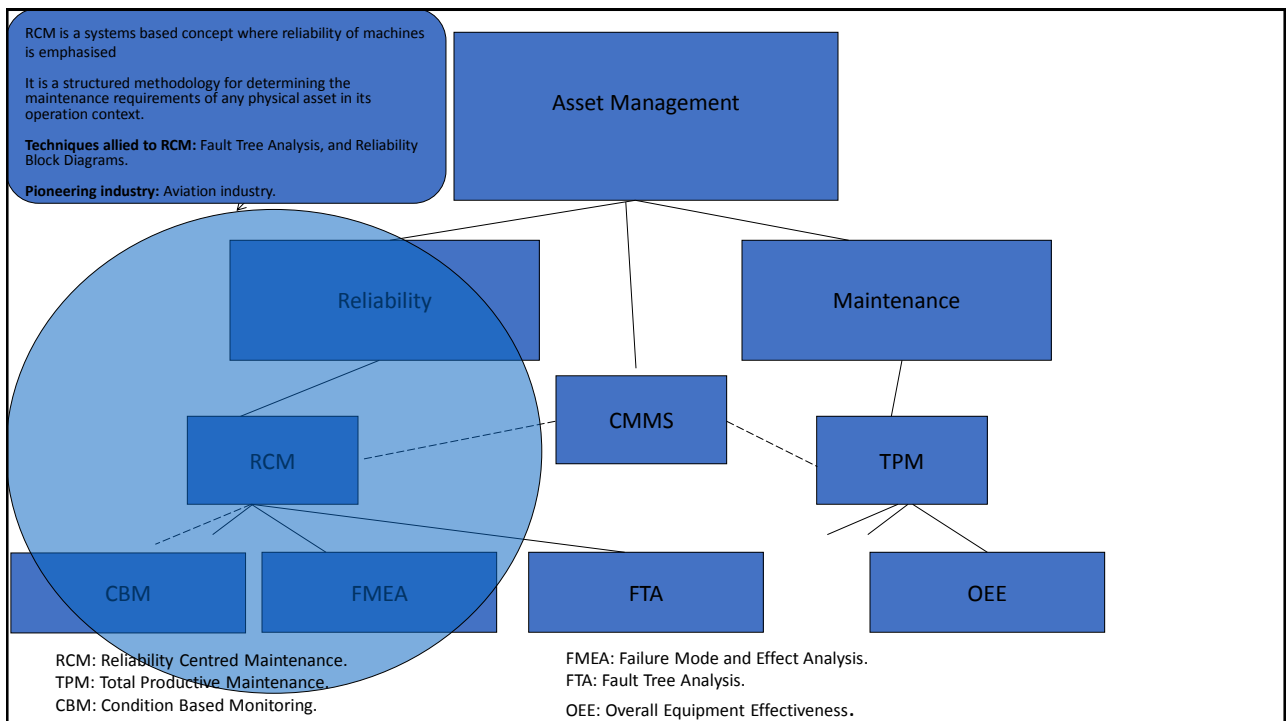 RCM is a systems based concept where reliability of machines
is emphasised
It is a structured methodology for determining the
maintenance requirements of any physical asset in its
operation context.
Techniques allied to RCM: Fault Tree Analysis, and Reliability
Block Diagrams.
Pioneering industry: Aviation industry.
Asset Management
Reliability
Maintenance
CMMS
RCM
TPM
CBM
FMEA
FTA
OEE
RCM: Reliability Centred Maintenance.
TPM: Total Productive Maintenance.
CBM: Condition Based Monitoring.
FMEA: Failure Mode and Effect Analysis.
FTA: Fault Tree Analysis.
OEE: Overall Equipment Effectiveness.